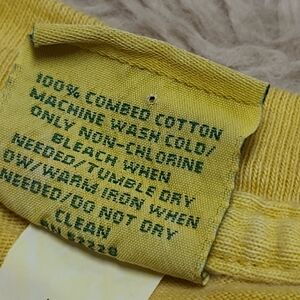 100% COMBED COTTON
MACHINE WASH COLD/
ONLY NON-CHLORINE
BLEACH WHEN
NEEDED/TUMBLE DRY
OW/WARM IRON WHEN
NEEDED/DO NOT DRY
CLEAN